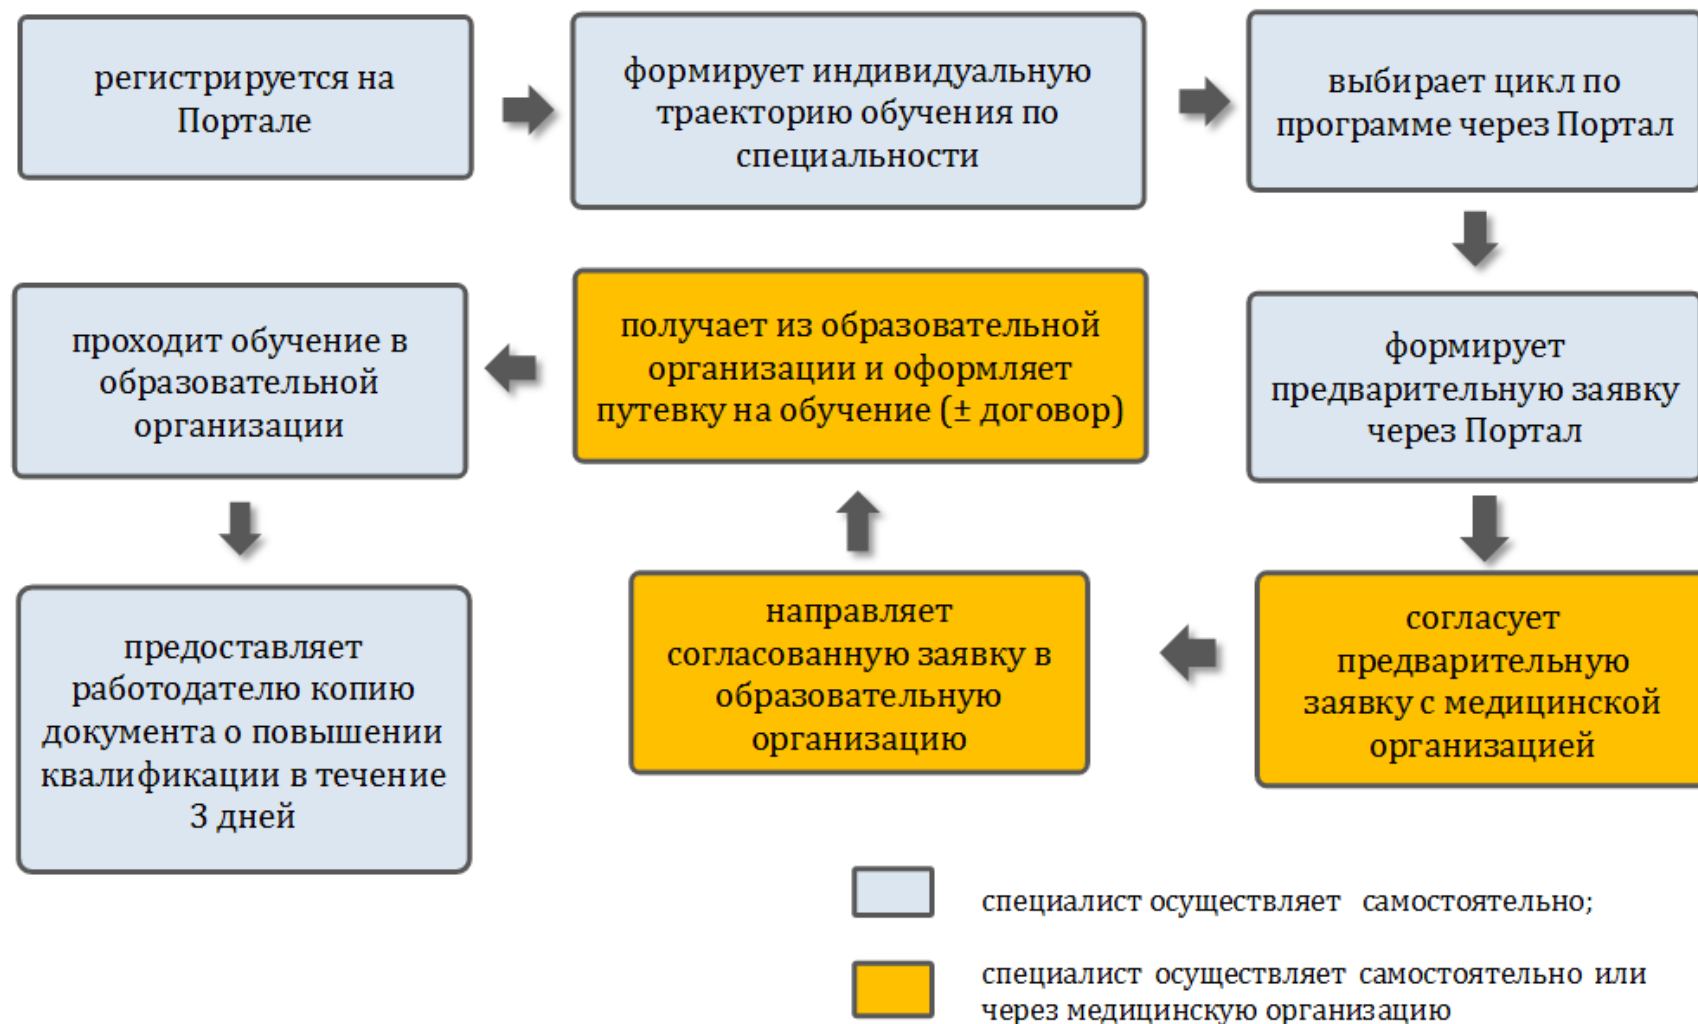 регистрируется на
Портале
формирует индивидуальную
траекторию обучения по
специальности
выбирает цикл по
программе через Портал
формирует
предварительную заявку
через Портал
согласует
предварительную
заявку с медицинской
организацией
направляет
согласованную заявку в
образовательную
организацию
получает из образовательной
организации и оформляет
путевку на обучение (± договор)
проходит обучение в
образовательной
организации
предоставляет
работодателю копию
документа о повышении
квалификации в течение
3 дней
специалист осуществляет самостоятельно;
специалист осуществляет самостоятельно или
через медицинскую организацию